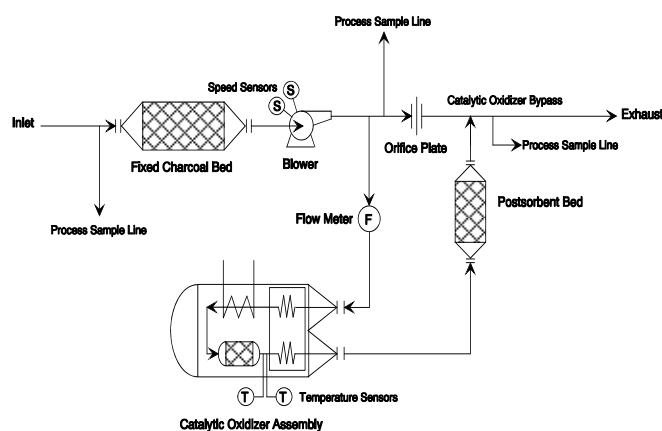 Process Sample Line
Speed Sensors
S
S
Catalytic Oxidizer Bypass
Inlet
Exhaust
Fixed Charcoal Bed
Blower
Orifice Plate
Process Sample Line
Postsorbent Bed
Flow Meter
F
Process Sample Line
T
T
Temperature Sensors
Catalytic Oxidizer Assembly